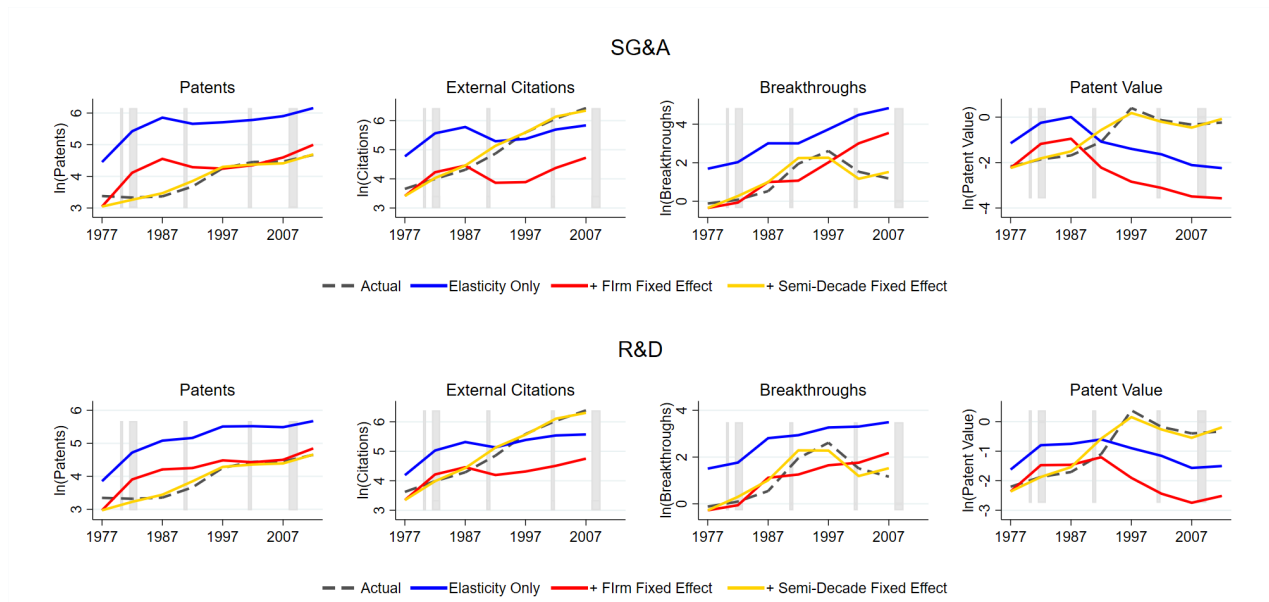 SG&A
Patents External Citations Breakthroughs Patent Value
ln(Patents) ln(Citations) ln(Breakthroughs) ln(Patent Value)
6 6 4 0
5 5 2 -2
4 4 0 -4
3 3
1977 1987 1997 2007 1977 1987 1997 2007 1977 1987 1997 2007 1977 1987 1997 2007
Actual Elasticity Only + FIrm Fixed Effect + Semi-Decade Fixed Effect
R&D
Patents External Citations Breakthroughs Patent Value
ln(Patents) ln(Citations) ln(Breakthroughs) ln(Patent Value)
6 6 4 0
5 5 2 -1
4 4 0 -2
3 3 -3
1977 1987 1997 2007 1977 1987 1997 2007 1977 1987 1997 2007 1977 1987 1997 2007
Actual Elasticity Only + FIrm Fixed Effect + Semi-Decade Fixed Effect